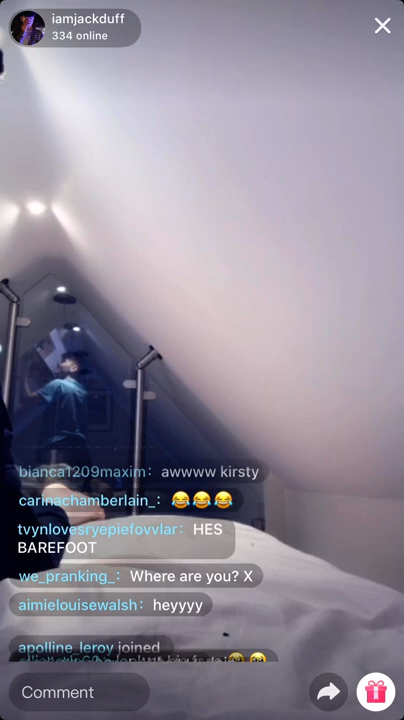 iamjackduff
334 online
bianca1209maxim: awwww kirsty
carinachamberlain_: 😂😂😂
tvynlovesryepiefovvlar: HES
BAREFOOT
we_pranking_: Where are you? X
aimielouisewalsh: heyyyy
apolline_leroy joined
Comment